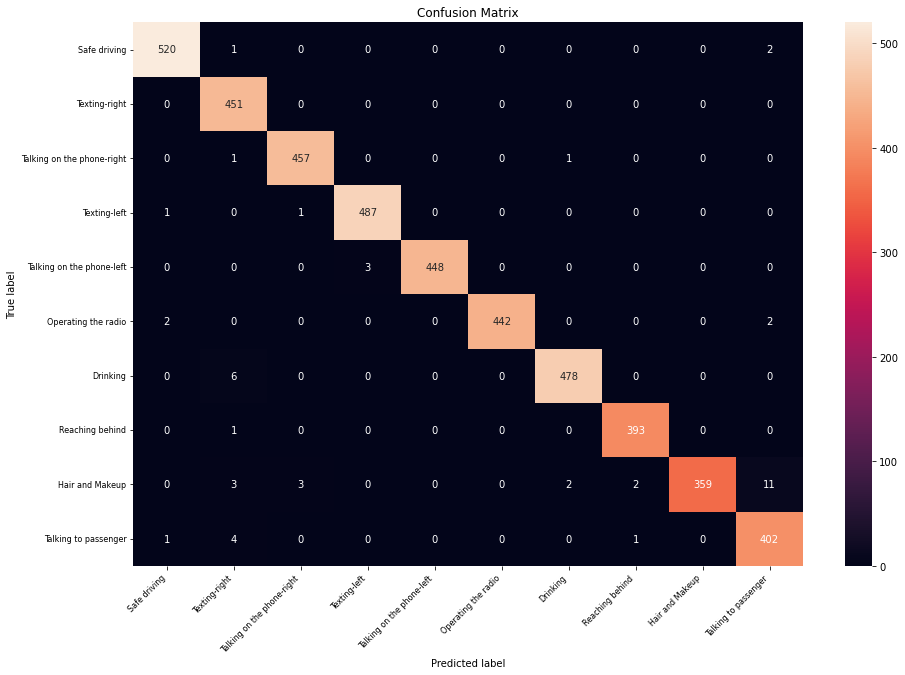 Confusion Matrix
Safe driving 520 1 0 0 0 0 0 0 0 2
Texting-right 0 451 0 0 0 0 0 0 0 0
Talking on the phone-right 0 1 457 0 0 0 1 0 0 0
Texting-left 1 0 1 487 0 0 0 0 0 0
Talking on the phone-left 0 0 0 3 448 0 0 0 0 0
Operating the radio 2 0 0 0 0 442 0 0 0 2
Drinking 0 6 0 0 0 0 478 0 0 0
Reaching behind 0 1 0 0 0 0 0 393 0 0
Hair and Makeup 0 3 3 0 0 0 2 2 359 11
Talking to passenger 1 4 0 0 0 0 0 1 0 402
True label
Safe driving
Texting-right
Talking on the phone-right
Texting-left
Talking on the phone-left
Operating the radio
Drinking
Reaching behind
Hair and Makeup
Talking to passenger
Predicted label
500
400
300
200
100
0